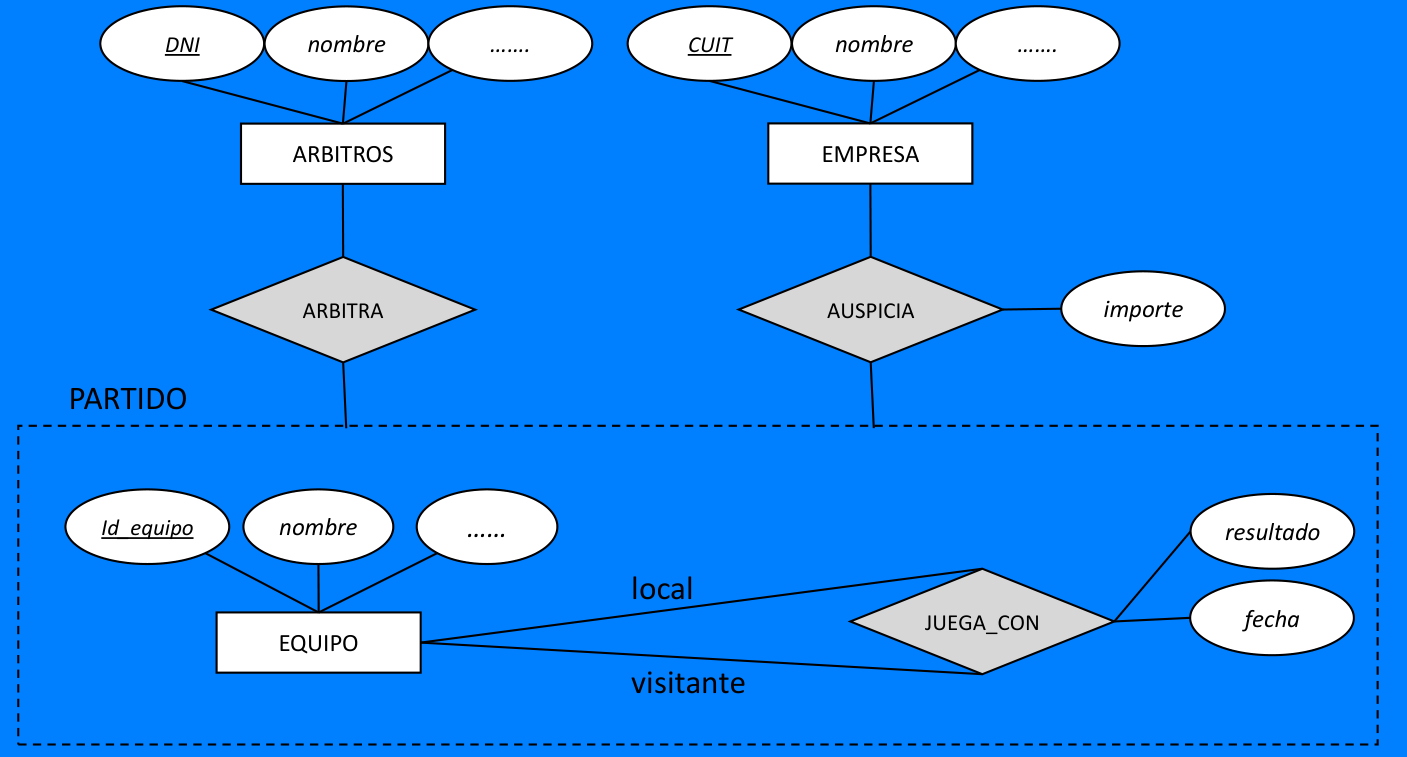 DNI
nombre
.......
CUIT
nombre
.......
ARBITROS
EMPRESA
ARBITRA
AUSPICIA
importe
PARTIDO
Id_equipo
nombre
......
resultado
local
fecha
JUEGA_CON
EQUIPO
visitante